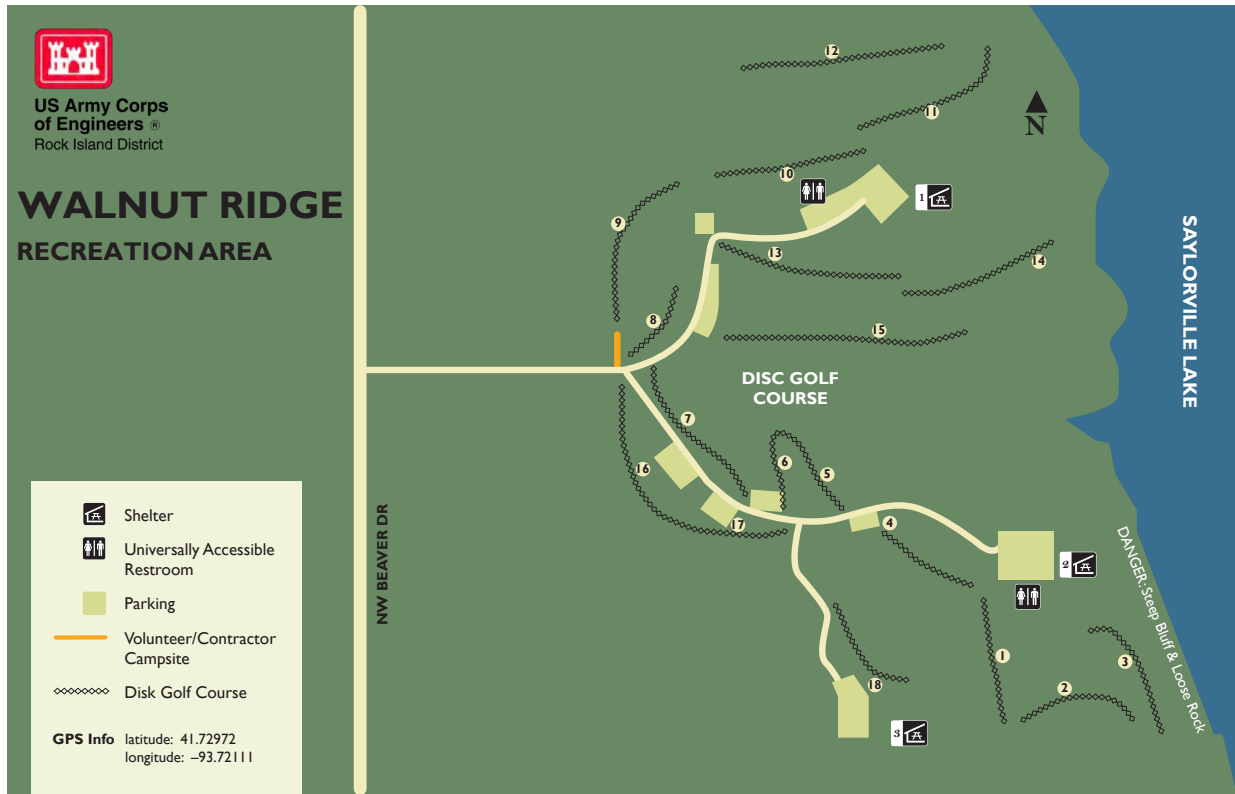 US Army Corps
of Engineers ®
Rock Island District
WALNUT RIDGE
RECREATION AREA
12
11
N
10
1
9
13
14
8
15
SAYLORVILLE LAKE
DISC GOLF
COURSE
7
6
5
16
17
4
2
NW BEAVER DR
DANGER: Steep Bluff & Loose Rock
1
3
2
18
3
Shelter
Universally Accessible
Restroom
Parking
Volunteer/Contractor
Campsite
Disk Golf Course
GPS Info latitude: 41.72972
longitude: –93.72111